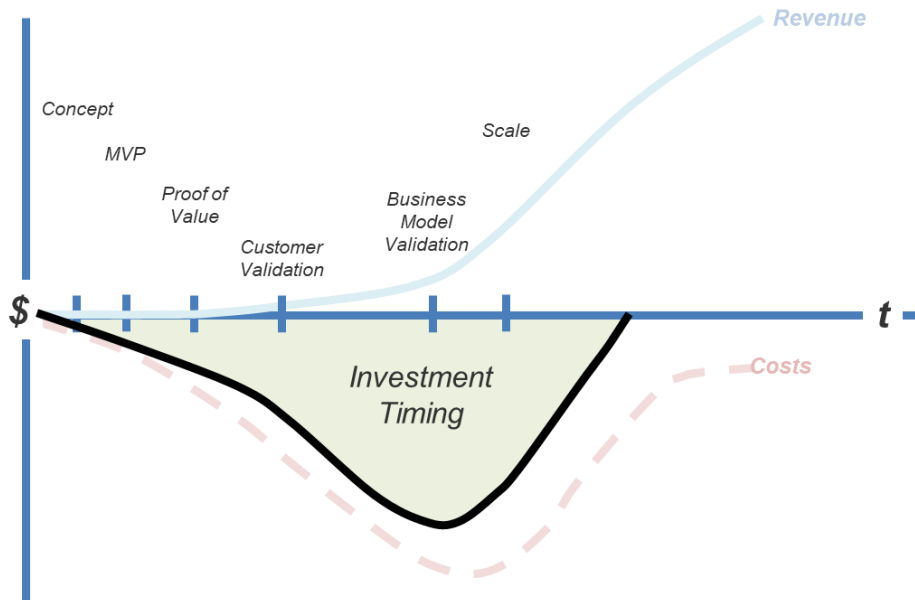 Revenue
Concept
Scale
MVP
Proof of
Value
Business
Model
Validation
Customer
Validation
$
t
Investment
Timing
Costs